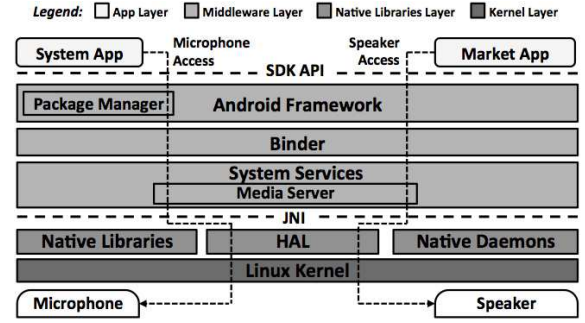 Legend: App Layer Middleware Layer Native Libraries Layer Kernel Layer
System App
Microphone
Access
Speaker
Access
Market App
SDK API
Package Manager
Android Framework
Binder
System Services
Media Server
JNI
Native Libraries
HAL
Native Daemons
Linux Kernel
Microphone
Speaker